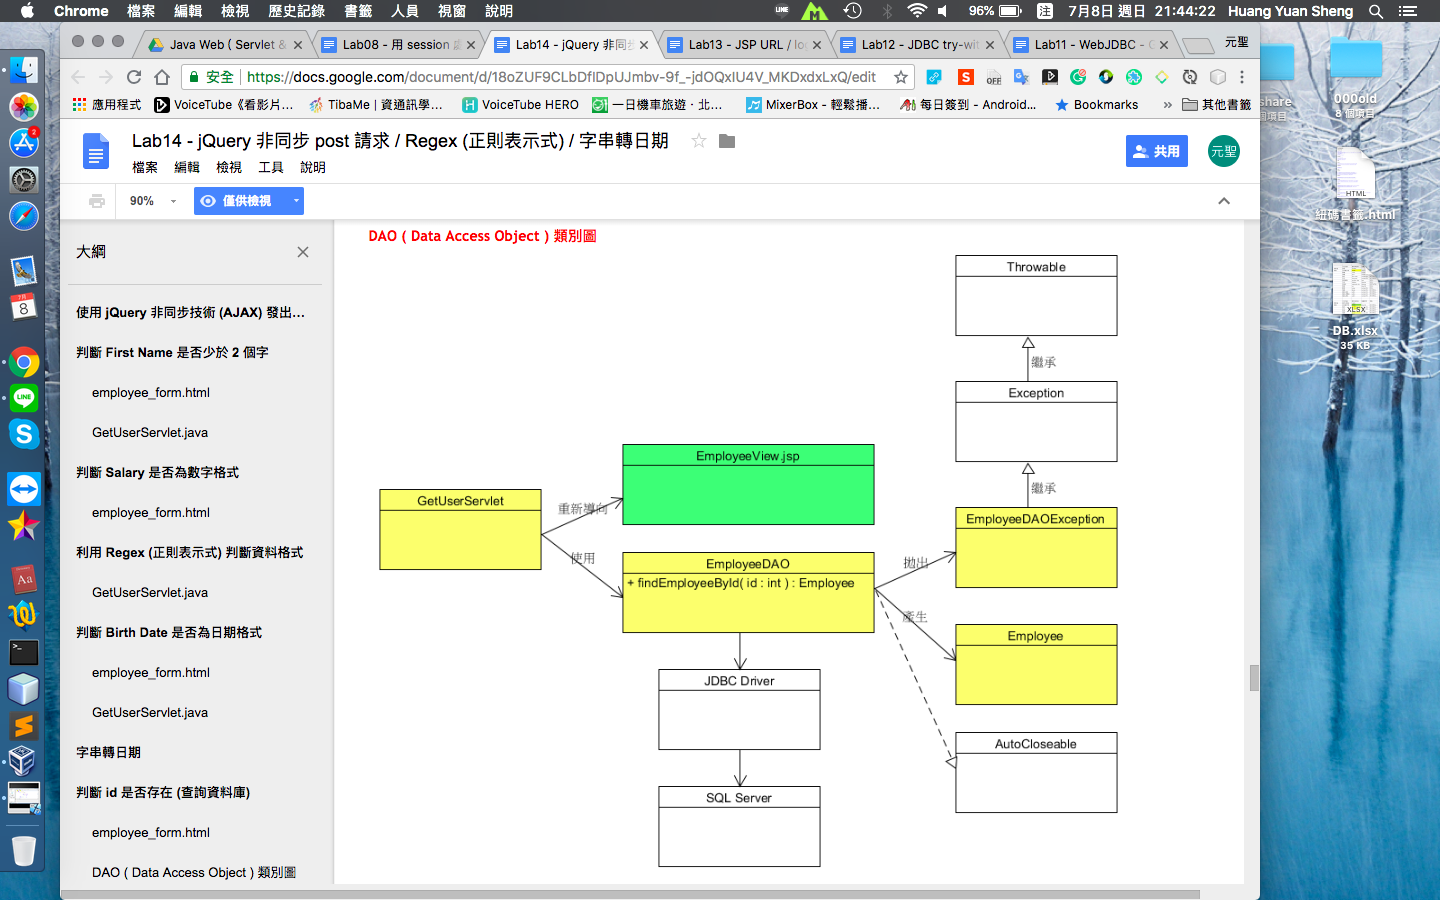 Chrome 檔案 編輯 檢視 歷史記錄 書籤 人員 視窗 說明
LINE 96% 注 7月8日 週日 21:44:22 Huang Yuan Sheng
Java Web ( Servlet &
Lab08 - 用 session
Lab14 - jQuery 非同步
Lab13 - JSP URL / lo
Lab12 - JDBC try-wit
Lab11 - WebJDBC -
元聖
安全 https://docs.google.com/document/d/18oZUF9CLbDfIDpUJmbv-9f_-jdOQxIU4V_MKDxdxLxQ/edit
應用程式 VoiceTube《看影片... TibaMe | 資通訊學... VoiceTube HERO 一日機車旅遊 · 北... MixerBox - 輕鬆播... 每日簽到 - Android... Bookmarks » 其他書籤
Lab14 - jQuery 非同步 post 請求 / Regex (正則表示式) / 字串轉日期
檔案 編輯 檢視 工具 說明
共用
元聖
90% 僅供檢視
大綱
使用 jQuery 非同步技術 (AJAX) 發出...
判斷 First Name 是否少於 2 個字
employee_form.html
GetUserServlet.java
判斷 Salary 是否為數字格式
employee_form.html
利用 Regex (正則表示式) 判斷資料格式
GetUserServlet.java
判斷 Birth Date 是否為日期格式
employee_form.html
GetUserServlet.java
字串轉日期
判斷 id 是否存在 (查詢資料庫)
employee_form.html
DAO ( Data Access Object ) 類別圖
DAO ( Data Access Object ) 類別圖
Throwable
繼承
Exception
繼承
EmployeeView.jsp
GetUserServlet
重新導向
使用
EmployeeDAO
+ findEmployeeById( id : int ) : Employee
EmployeeDAOException
拋出
產生
Employee
JDBC Driver
AutoCloseable
SQL Server
share
000old
8 個項目
HTML
紐碼書籤.html
XLSX
DB.xlsx
35 KB